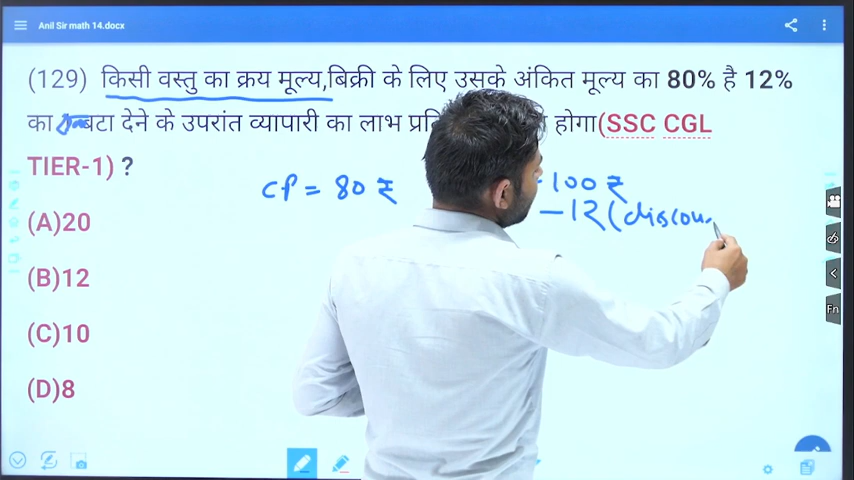 Anil Sir math 14.docx
(129) किसी वस्तु का क्रय मूल्य,बिक्री के लिए उसके अंकित मूल्य का 80% है 12%
का बटा देने के उपरांत व्यापारी का लाभ होगा(SSC CGL
TIER-1) ?
CP = 80 ₹
100 ₹
-12(discou
(A)20
(B)12
(C)10
(D)8
Fn